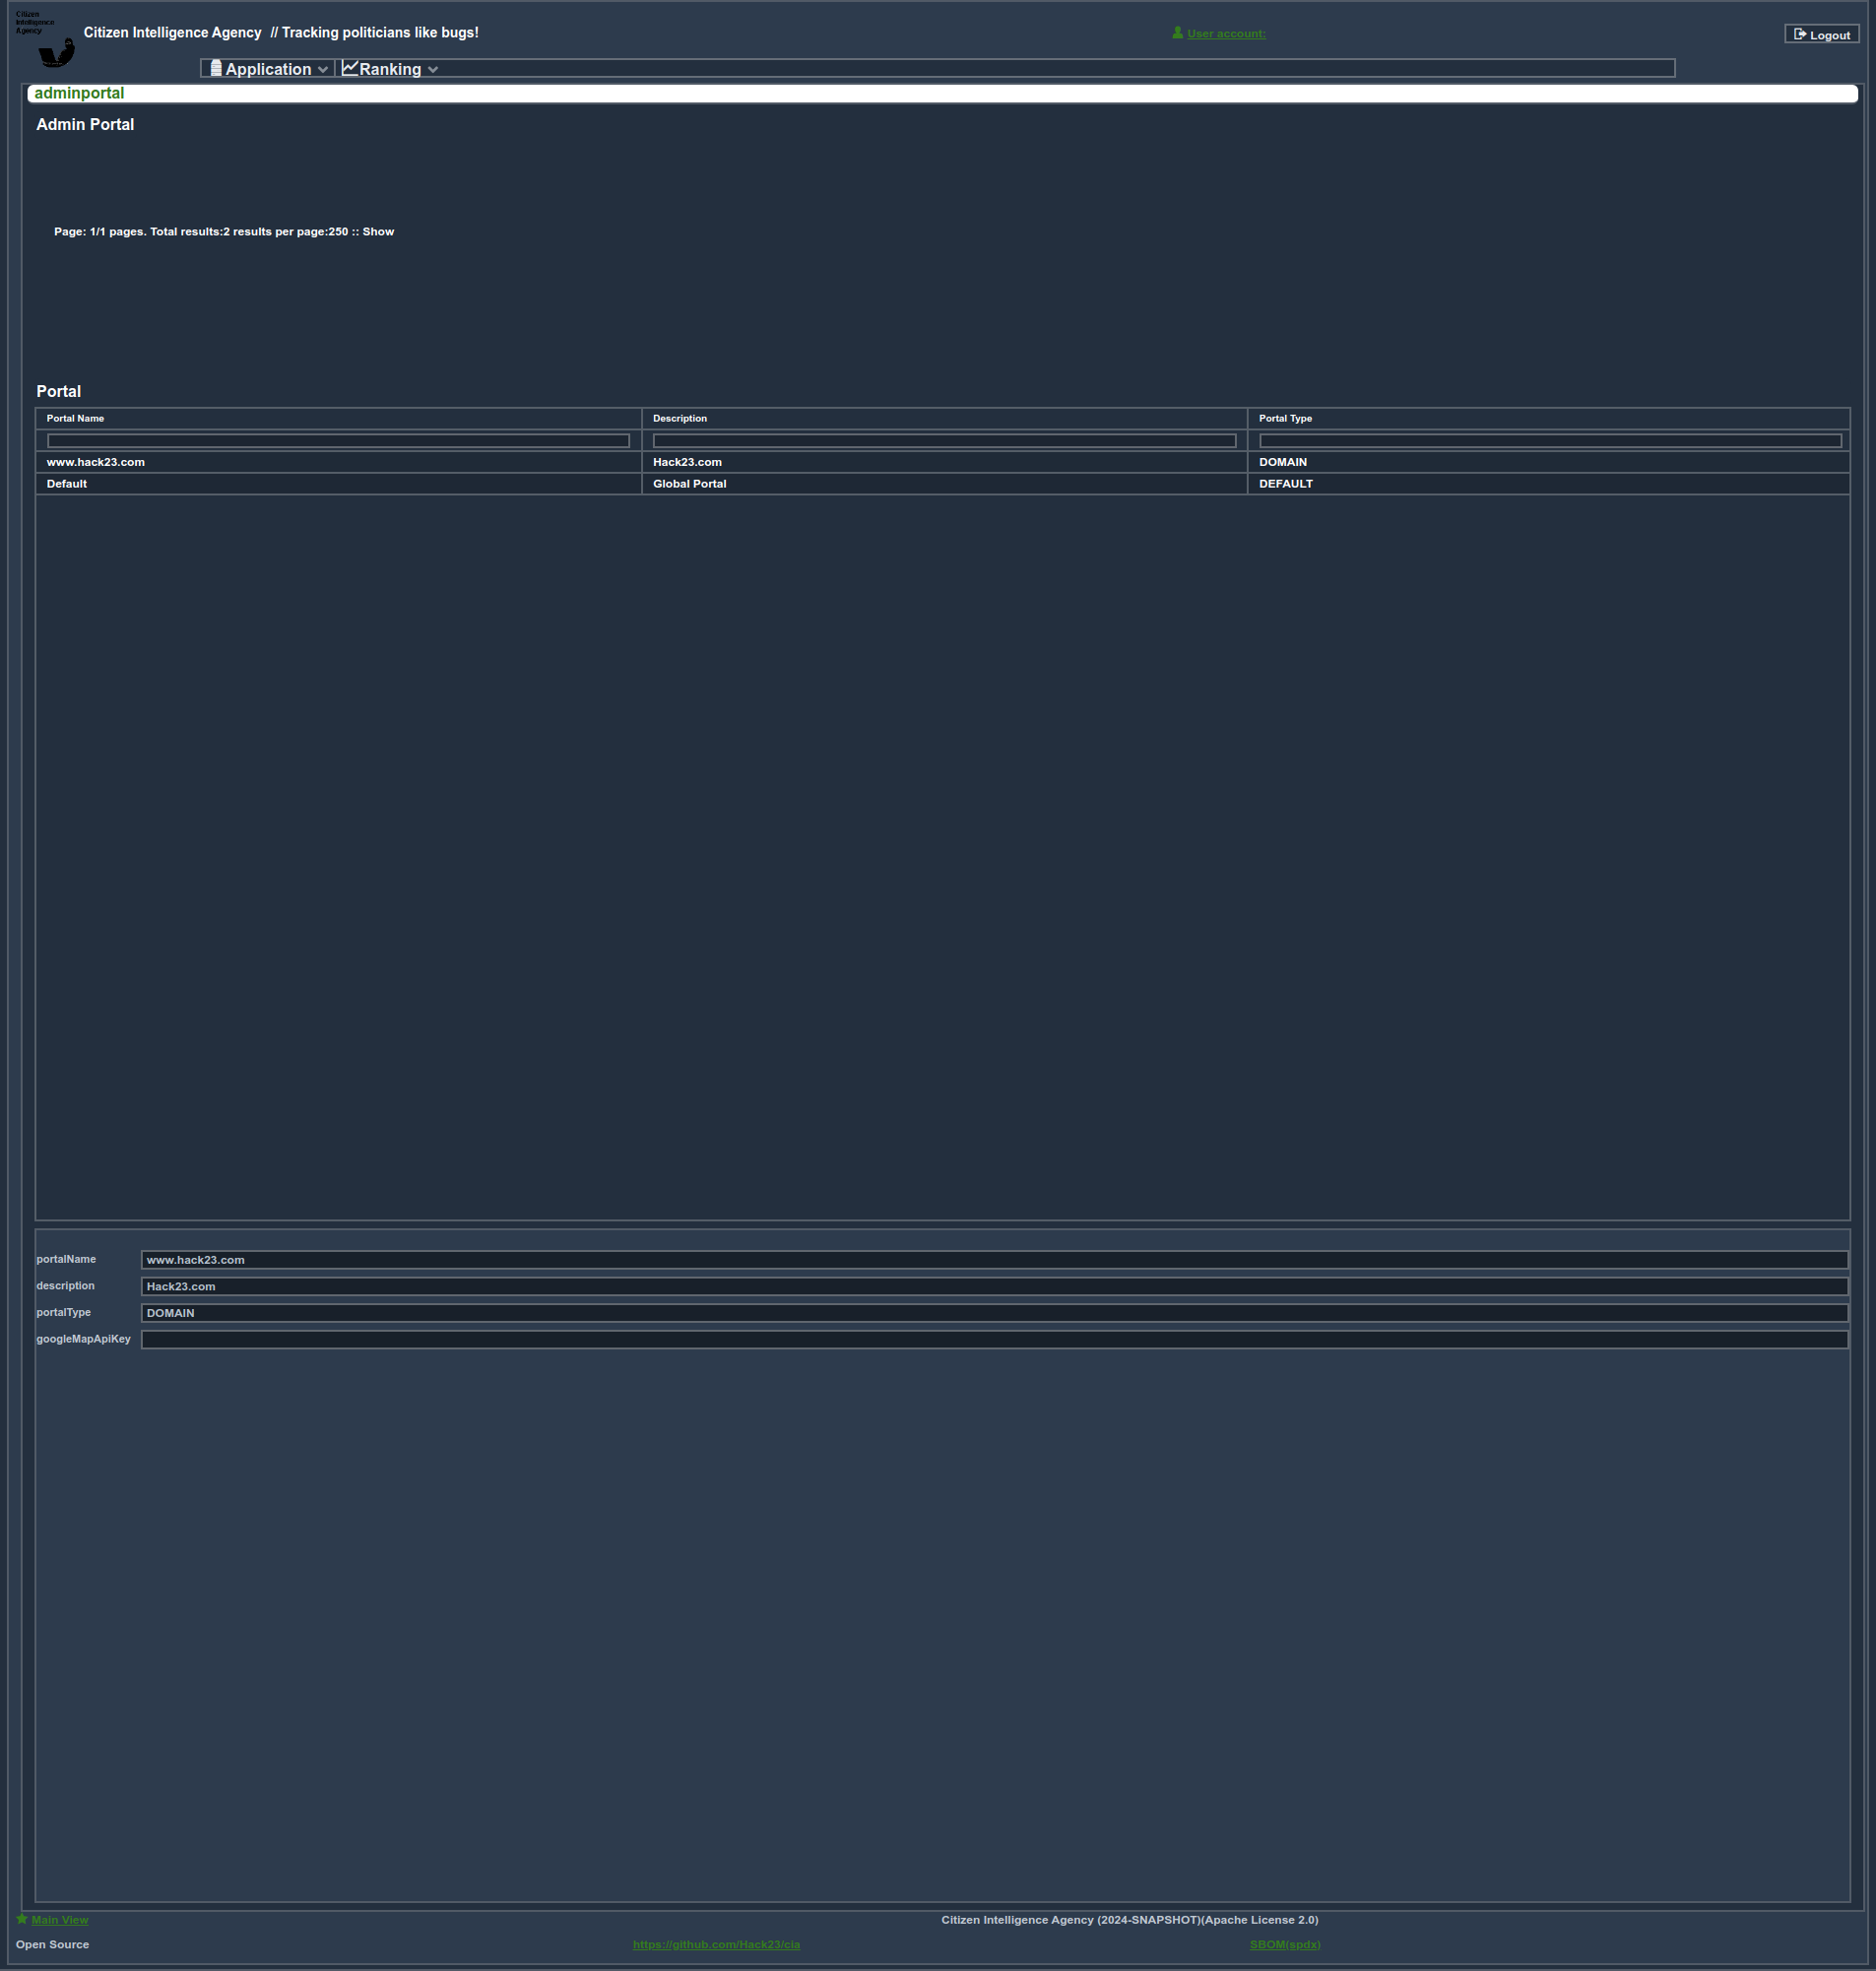 Citizen
Intelligence
Agency
Citizen Intelligence Agency // Tracking politicians like bugs!
User account:
Logout
Application
Ranking
adminportal
Admin Portal
Page: 1/1 pages. Total results:2 results per page:250 :: Show
Portal
Portal Name Description Portal Type
www.hack23.com Hack23.com DOMAIN
Default Global Portal DEFAULT
portalName www.hack23.com
description Hack23.com
portalType DOMAIN
googleMapApiKey
Main View Citizen Intelligence Agency (2024-SNAPSHOT)(Apache License 2.0)
Open Source https://github.com/Hack23/cia SBOM(spdx)